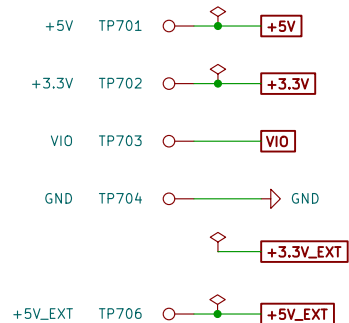 +5V TP701 +5V
+3.3V TP702 +3.3V
VIO TP703 VIO
GND TP704 GND
+3.3V_EXT
+5V_EXT TP706 +5V_EXT